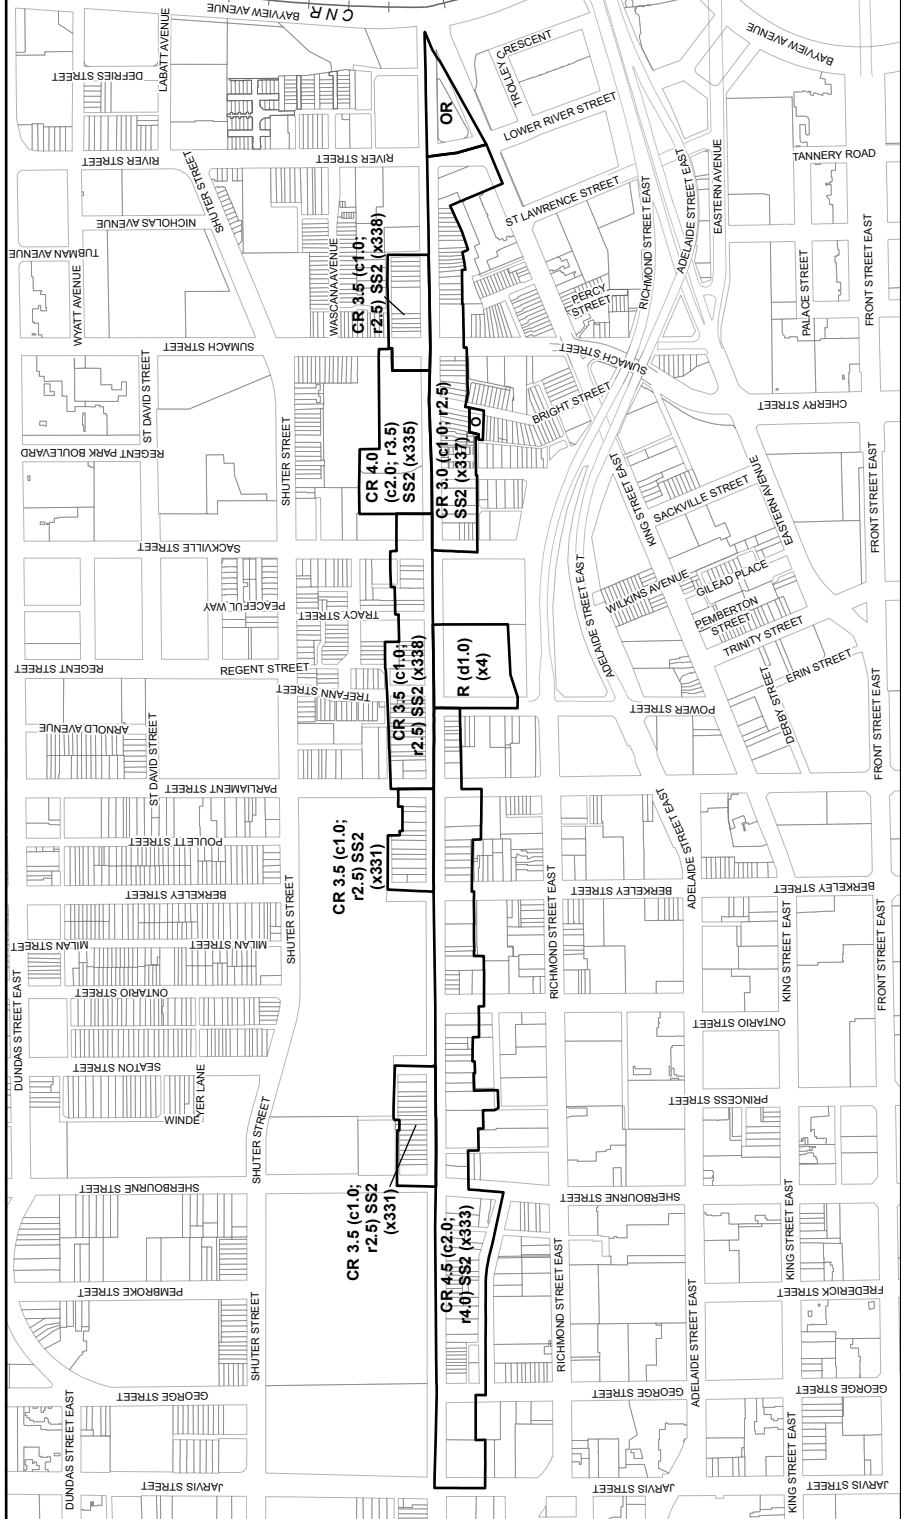 CNR
BAYVIEW AVENUE
LABATT AVENUE
DEFRIES STREET
RIVER STREET
RIVER STREET
SHUTER STREET
NICHOLAS AVENUE
TUBMAN AVENUE
WYATT AVENUE
WASCANA AVENUE
SUMACH STREET
ST DAVID STREET
REGENT PARK BOULEVARD
SHUTER STREET
SACKVILLE STREET
PEACEFUL WAY
TRACY STREET
REGENT STREET
REGENT STREET
TREFANN STREET
ARNOLD AVENUE
ST DAVID STREET
PARLIAMENT STREET
POULETT STREET
BERKELEY STREET
SHUTER STREET
MILAN STREET
MILAN STREET
ONTARIO STREET
DUNDAS STREET EAST
SEATON STREET
WINDEYER LANE
SHUTER STREET
SHERBOURNE STREET
PEMBROKE STREET
SHUTER STREET
GEORGE STREET
DUNDAS STREET EAST
JARVIS STREET
OR
CR 3.5 (c1.0;
r2.5) SS2 (x338)
CR 4.0
(c2.0; r3.5)
SS2 (x335)
CR 3.0 (c1.0; r2.5)
SS2 (x337)
O
CR 3.5 (c1.0;
r2.5) SS2 (x338)
R (d1.0)
(x4)
CR 3.5 (c1.0;
r2.5) SS2
(x331)
CR 3.5 (c1.0;
r2.5) SS2
(x331)
CR 4.5 (c2.0;
r4.0) SS2 (x333)
TROLLEY CRESCENT
BAYVIEW AVENUE
LOWER RIVER STREET
TANNERY ROAD
ST LAWRENCE STREET
RICHMOND STREET EAST
ADELAIDE STREET EAST
EASTERN AVENUE
PERCY
STREET
PALACE STREET
FRONT STREET EAST
SUMACH STREET
BRIGHT STREET
CHERRY STREET
KING STREET EAST
SACKVILLE STREET
EASTERN AVENUE
FRONT STREET EAST
ADELAIDE STREET EAST
WILKINS AVENUE
GILEAD PLACE
PEMBERTON
STREET
TRINITY STREET
ERIN STREET
POWER STREET
DERBY STREET
FRONT STREET EAST
ADELAIDE STREET EAST
RICHMOND STREET EAST
BERKELEY STREET
BERKELEY STREET
KING STREET EAST
FRONT STREET EAST
ONTARIO STREET
PRINCESS STREET
SHERBOURNE STREET
KING STREET EAST
RICHMOND STREET EAST
FREDERICK STREET
ADELAIDE STREET EAST
GEORGE STREET
GEORGE STREET
KING STREET EAST
JARVIS STREET
JARVIS STREET